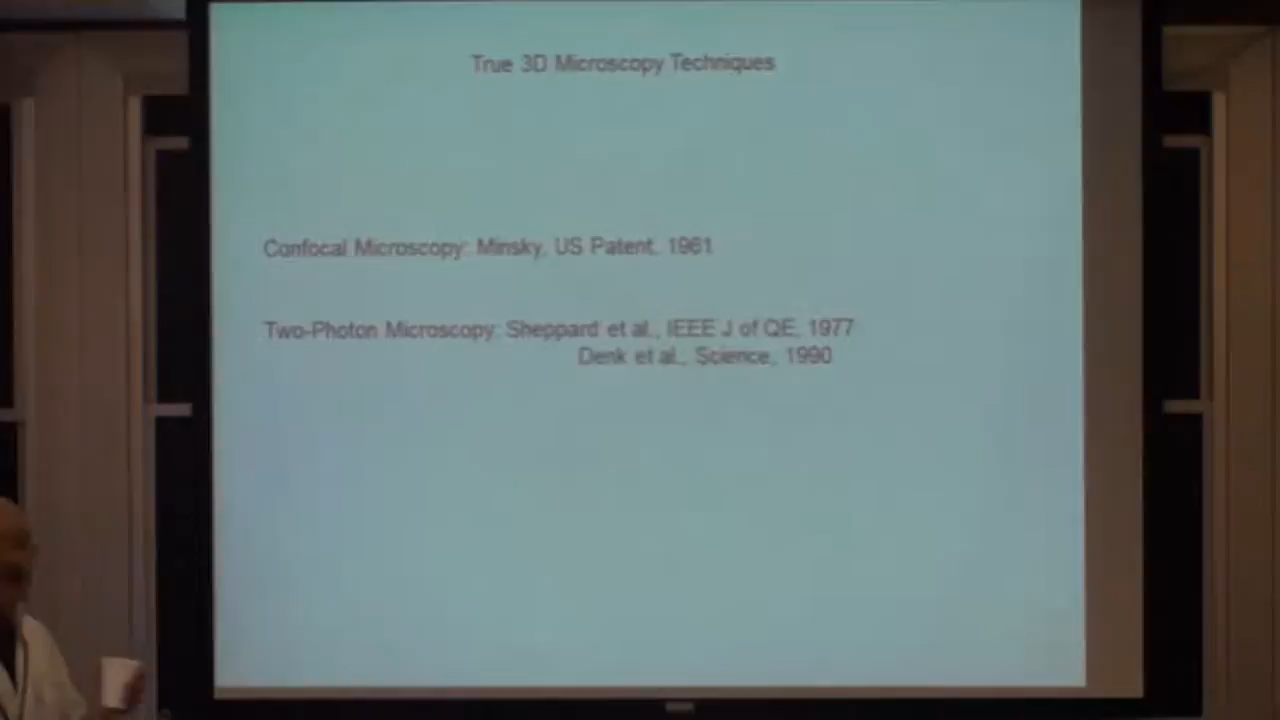 True 3D Microscopy Techniques
Confocal Microscopy: Minsky, US Patent, 1961
Two-Photon Microscopy: Sheppard et al., IEEE J of QE, 1977
Denk et al., Science, 1990